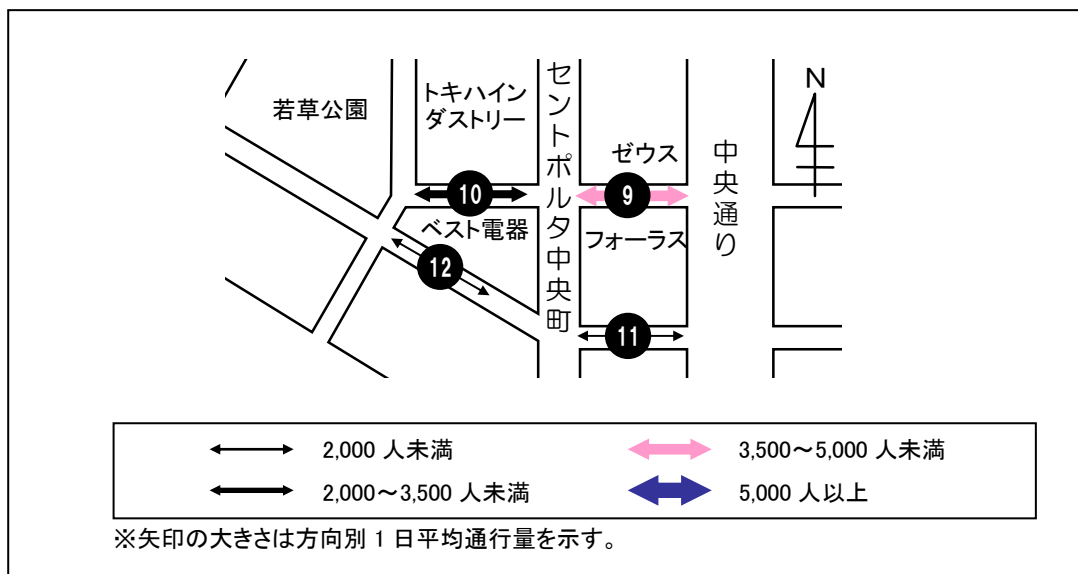 若草公園
トキハイン
ダストリー
セントポルタ中央町
ゼウス
中央通り
N
10
9
ベスト電器
フォーラス
12
11
2,000 人未満
3,500～5,000 人未満
2,000～3,500 人未満
5,000 人以上
※矢印の大きさは方向別 1 日平均通行量を示す。